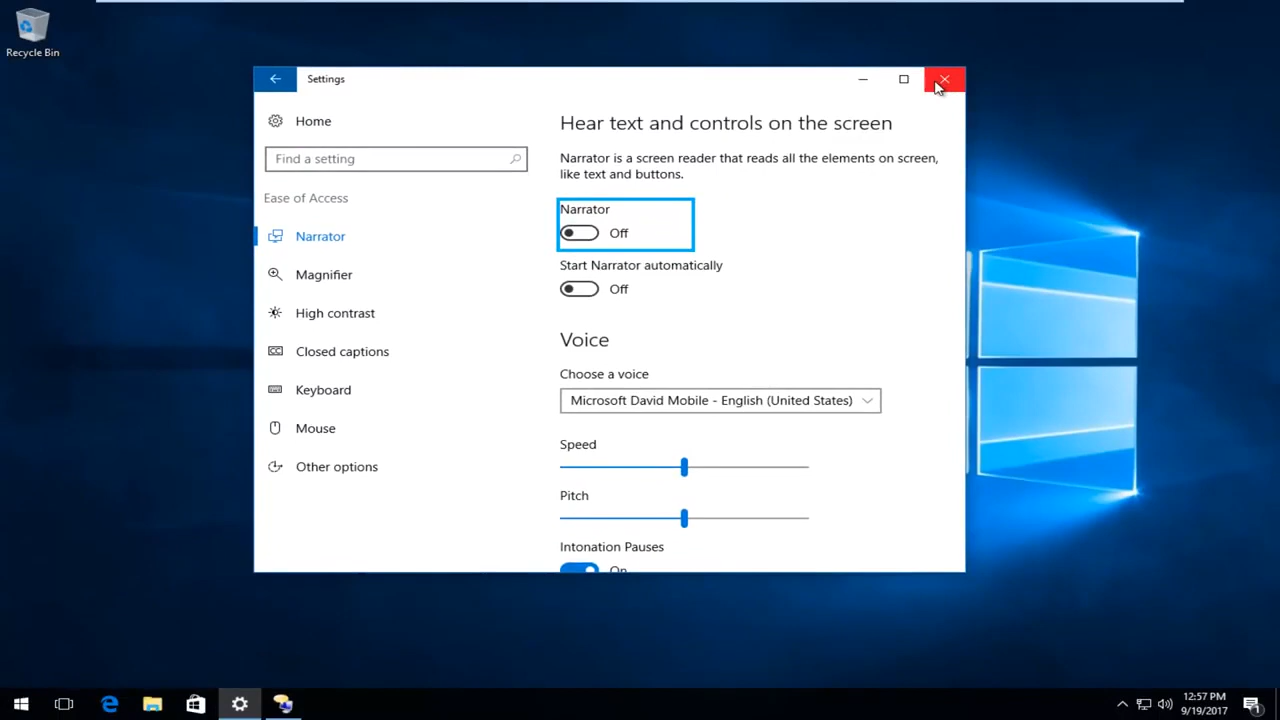 Recycle Bin
Settings
Home
Find a setting
Ease of Access
Narrator
Magnifier
High contrast
Closed captions
Keyboard
Mouse
Other options
Hear text and controls on the screen
Narrator is a screen reader that reads all the elements on screen,
like text and buttons.
Narrator
Off
Start Narrator automatically
Off
Voice
Choose a voice
Microsoft David Mobile - English (United States)
Speed
Pitch
Intonation Pauses
On
12:57 PM
9/19/2017
1